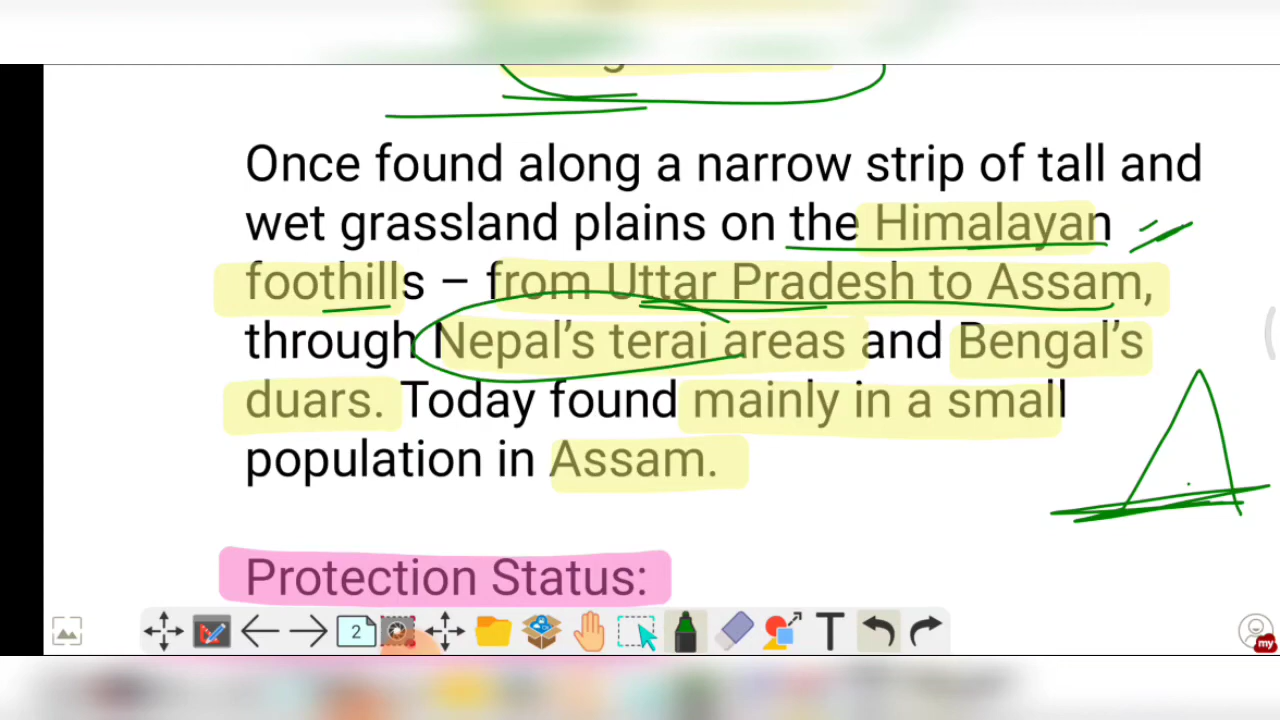 Once found along a narrow strip of tall and
wet grassland plains on the Himalayan
foothills – from Uttar Pradesh to Assam,
through Nepal's terai areas and Bengal's
duars. Today found mainly in a small
population in Assam.
Protection Status:
2
T
my